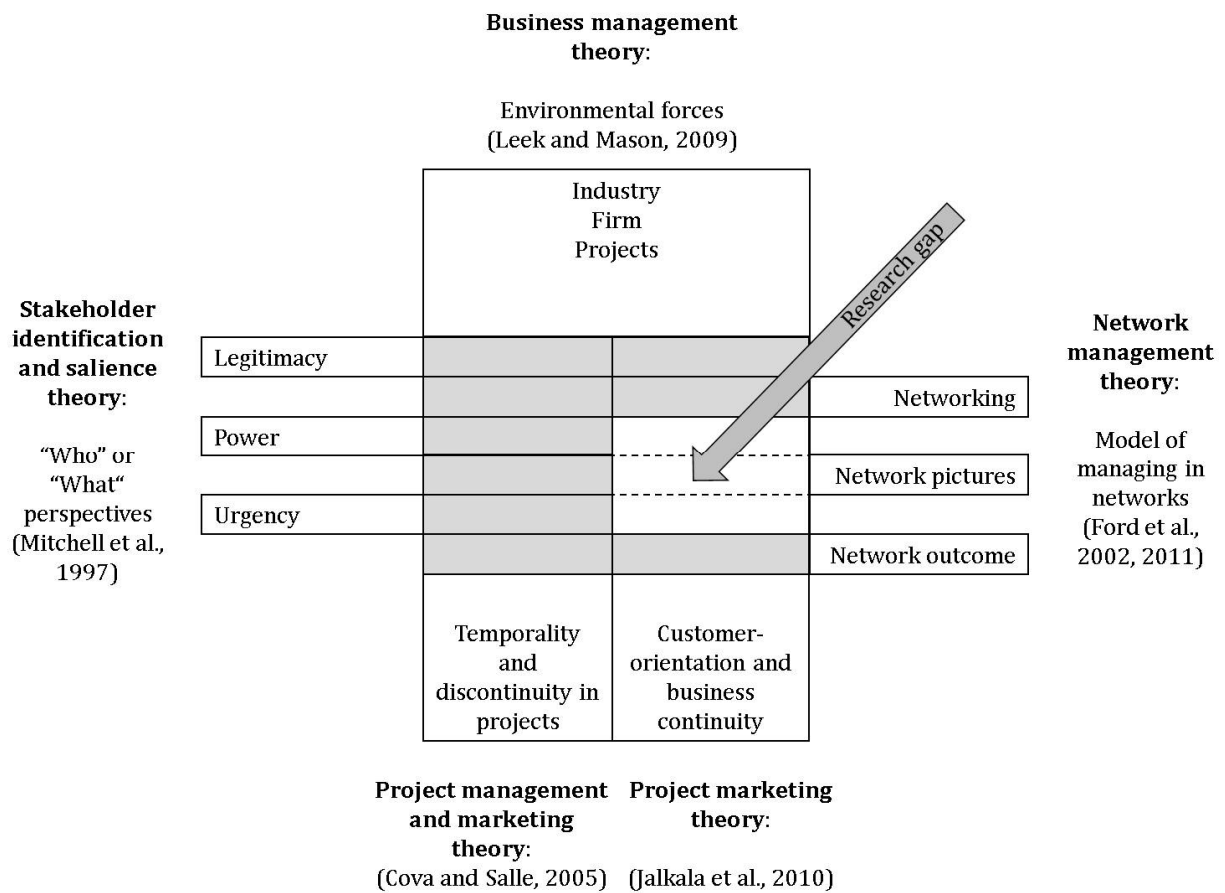 Business management
theory:
Environmental forces
(Leek and Mason, 2009)
Industry
Firm
Projects
Research gap
Stakeholder
identification
and salience
theory:
“Who” or
“What“
perspectives
(Mitchell et al.,
1997)
Legitimacy
Power
Urgency
Networking
Network pictures
Network outcome
Network
management
theory:
Model of
managing in
networks
(Ford et al.,
2002, 2011)
Temporality
and
discontinuity in
projects
Customer-
orientation and
business
continuity
Project management
and marketing
theory:
(Cova and Salle, 2005)
Project marketing
theory:
(Jalkala et al., 2010)